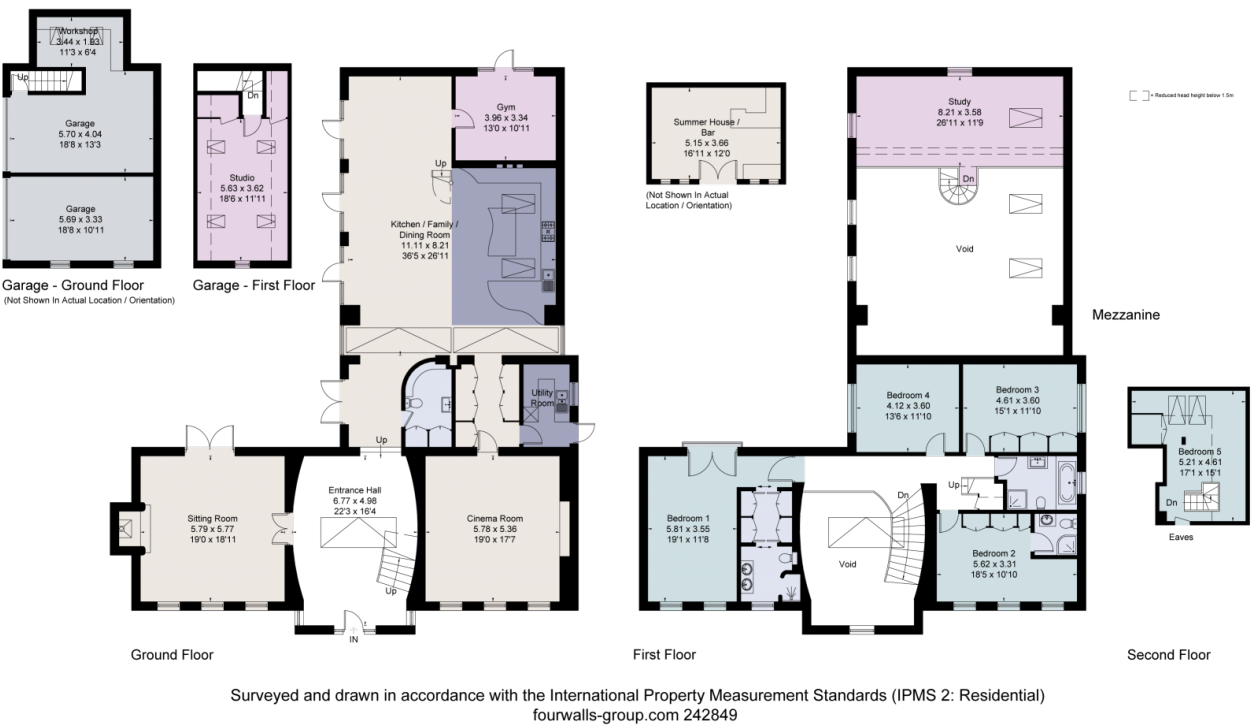 Workshop
3.44 x 1.93
11'3 x 6'4
Up
Garage
5.70 x 4.04
18'8 x 13'3
Garage
5.69 x 3.33
18'8 x 10'11
Garage - Ground Floor
(Not Shown In Actual Location / Orientation)
Dn
Studio
5.63 x 3.62
18'6 x 11'11
Garage - First Floor
Gym
3.96 x 3.34
13'0 x 10'11
Up
Kitchen / Family /
Dining Room
11.11 x 8.21
36'5 x 26'11
Utility
Room
Up
Sitting Room
5.79 x 5.77
19'0 x 18'11
Entrance Hall
6.77 x 4.98
22'3 x 16'4
Up
Cinema Room
5.78 x 5.36
19'0 x 17'7
IN
Ground Floor
Summer House /
Bar
5.15 x 3.66
16'11 x 12'0
(Not Shown In Actual
Location / Orientation)
Study
8.21 x 3.58
26'11 x 11'9
Dn
Void
Mezzanine
= Reduced head height below 1.5m
Bedroom 4
4.12 x 3.60
13'6 x 11'10
Bedroom 3
4.61 x 3.60
15'1 x 11'10
Up
Dn
Bedroom 1
5.81 x 3.55
19'1 x 11'8
Void
Bedroom 2
5.62 x 3.31
18'5 x 10'10
First Floor
Bedroom 5
5.21 x 4.61
17'1 x 15'1
Dn
Eaves
Second Floor
Surveyed and drawn in accordance with the International Property Measurement Standards (IPMS 2: Residential)
fourwalls-group.com 242849